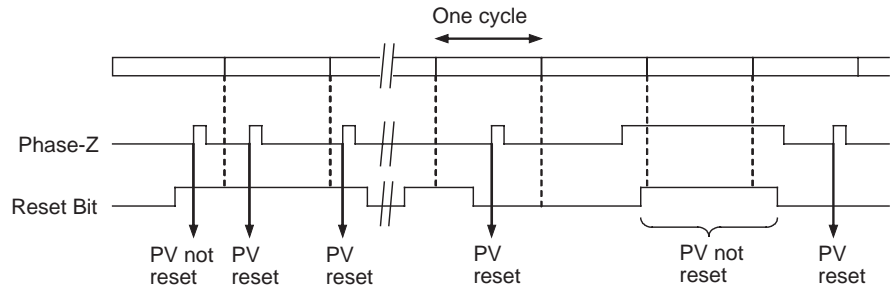 One cycle
Phase-Z
Reset Bit
PV not
reset
PV
reset
PV
reset
PV
reset
PV not
reset
PV
reset